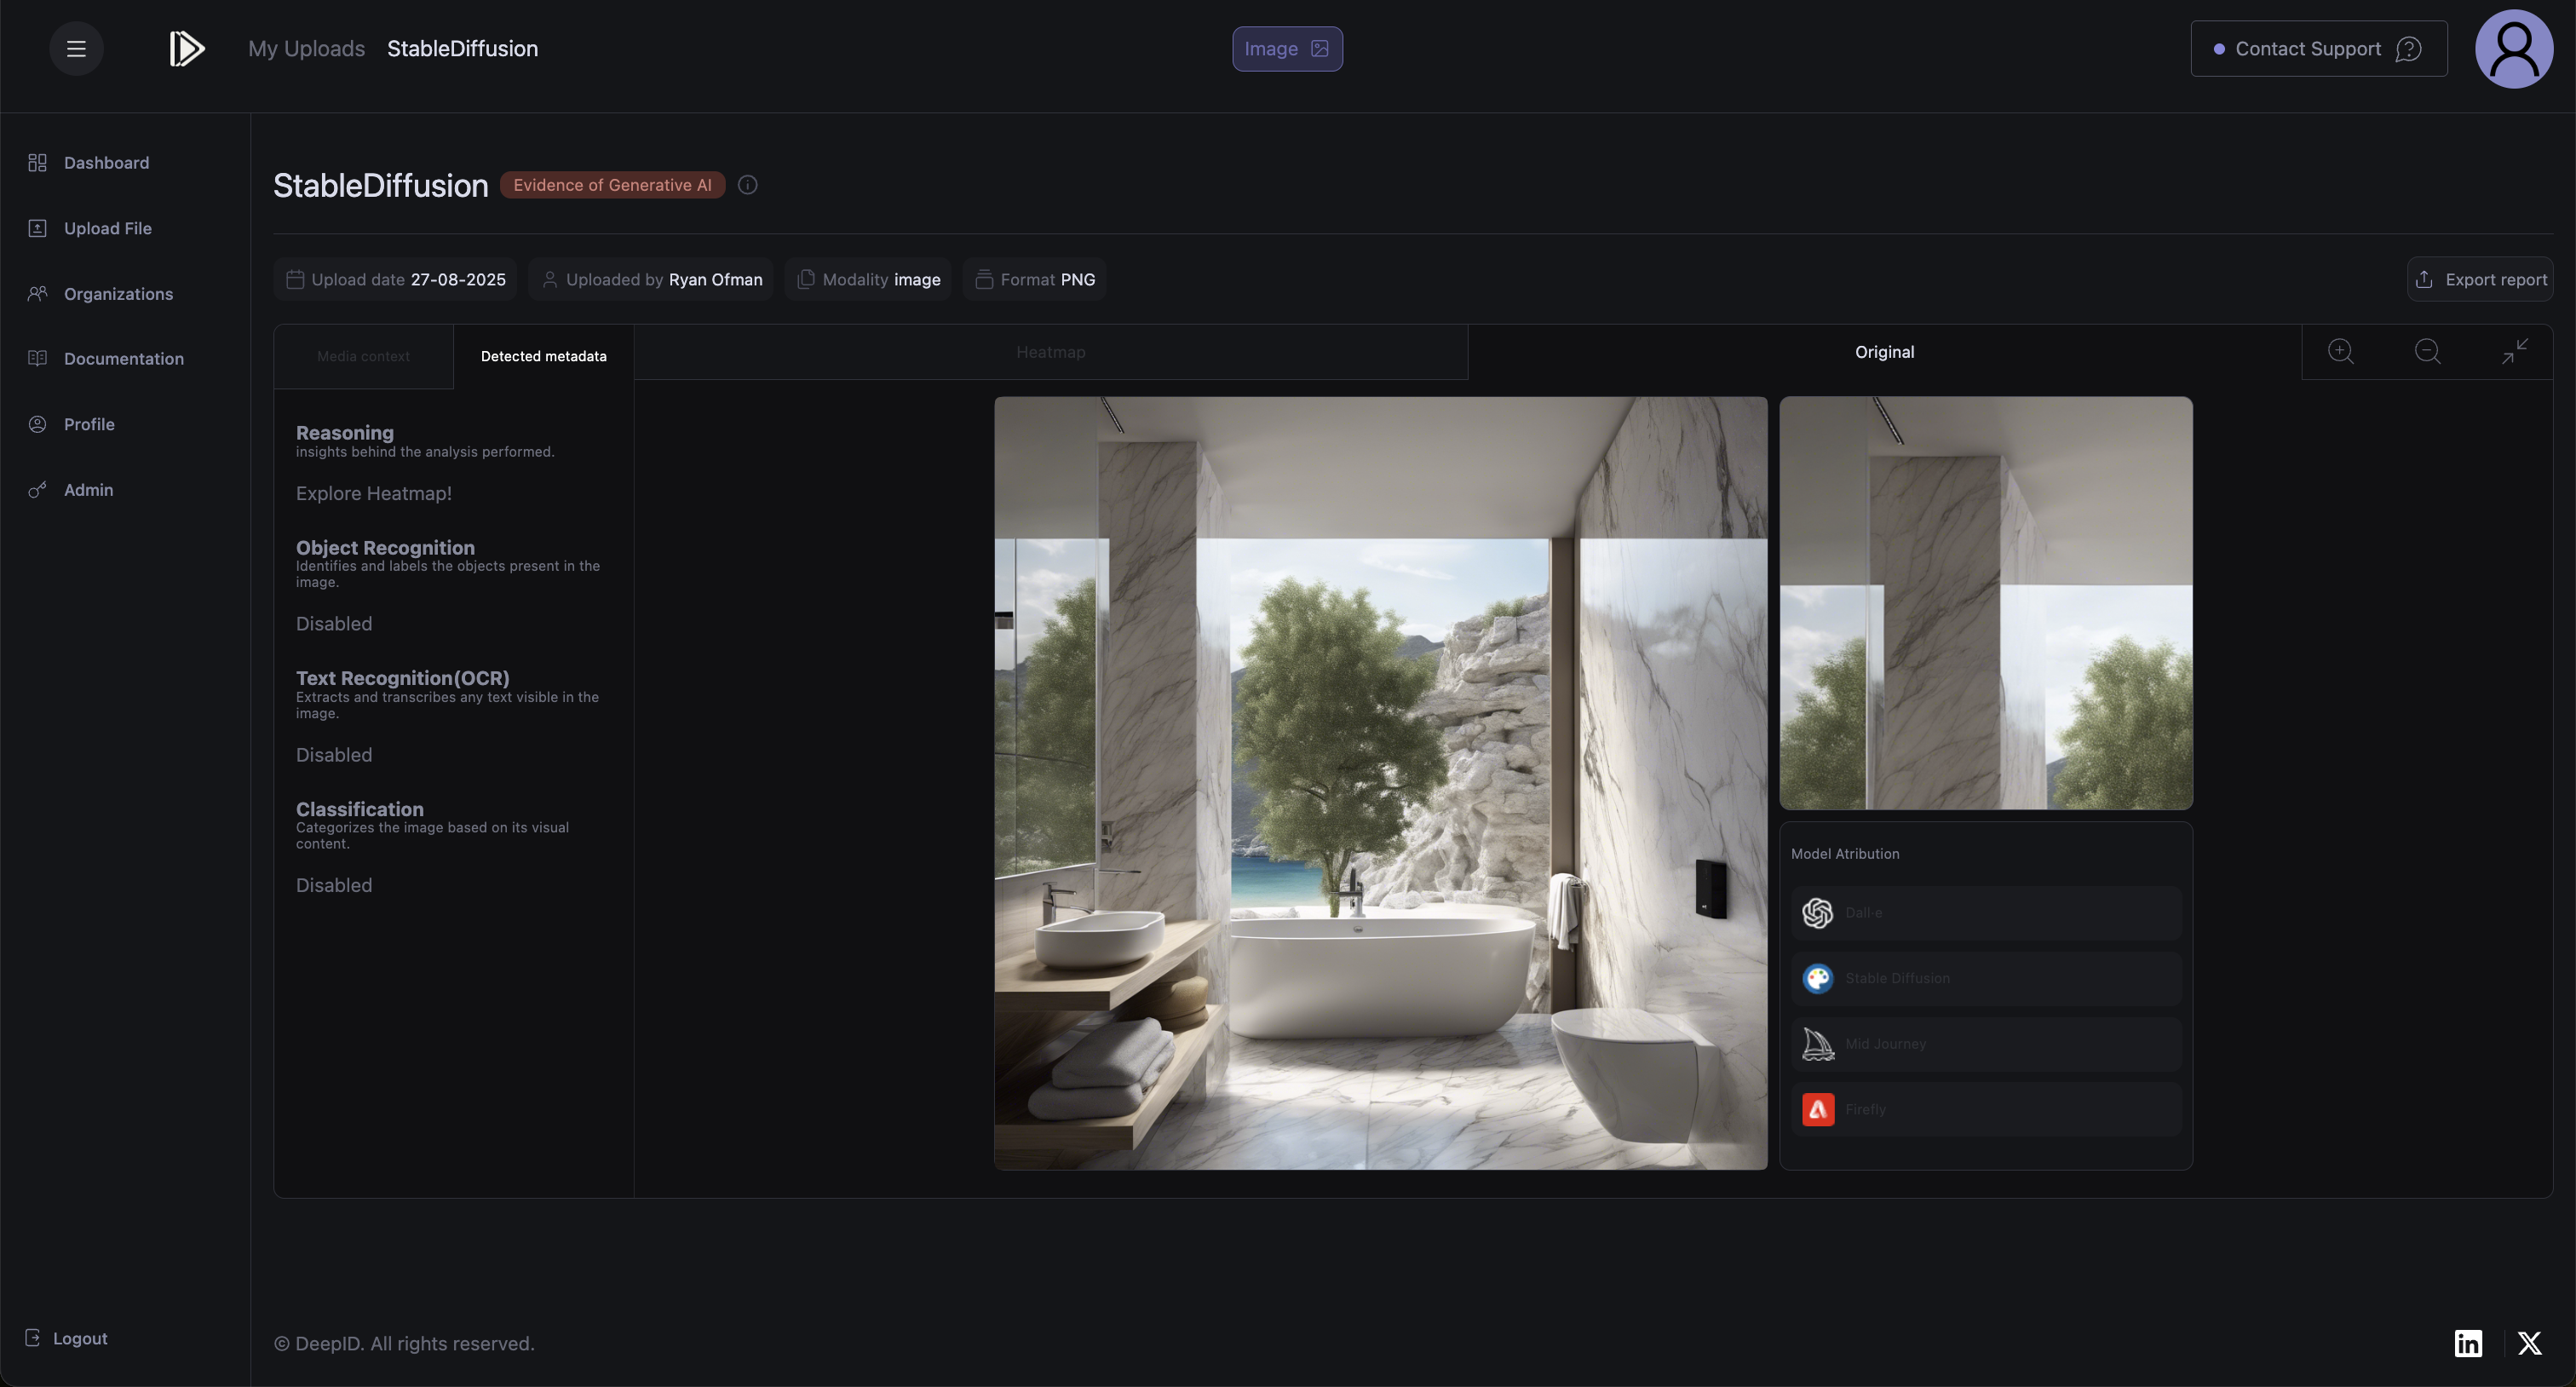 My Uploads StableDiffusion
Image
Contact Support
Dashboard
Upload File
Organizations
Documentation
Profile
Admin
Logout
StableDiffusion Evidence of Generative AI
Upload date 27-08-2025
Uploaded by Ryan Ofman
Modality image
Format PNG
Export report
Media context
Detected metadata
Heatmap
Original
Reasoning
insights behind the analysis performed.
Explore Heatmap!
Object Recognition
Identifies and labels the objects present in the
image.
Disabled
Text Recognition(OCR)
Extracts and transcribes any text visible in the
image.
Disabled
Classification
Categorizes the image based on its visual
content.
Disabled
Model Atribution
Dall·e
Stable Diffusion
Mid Journey
Firefly
© DeepID. All rights reserved.